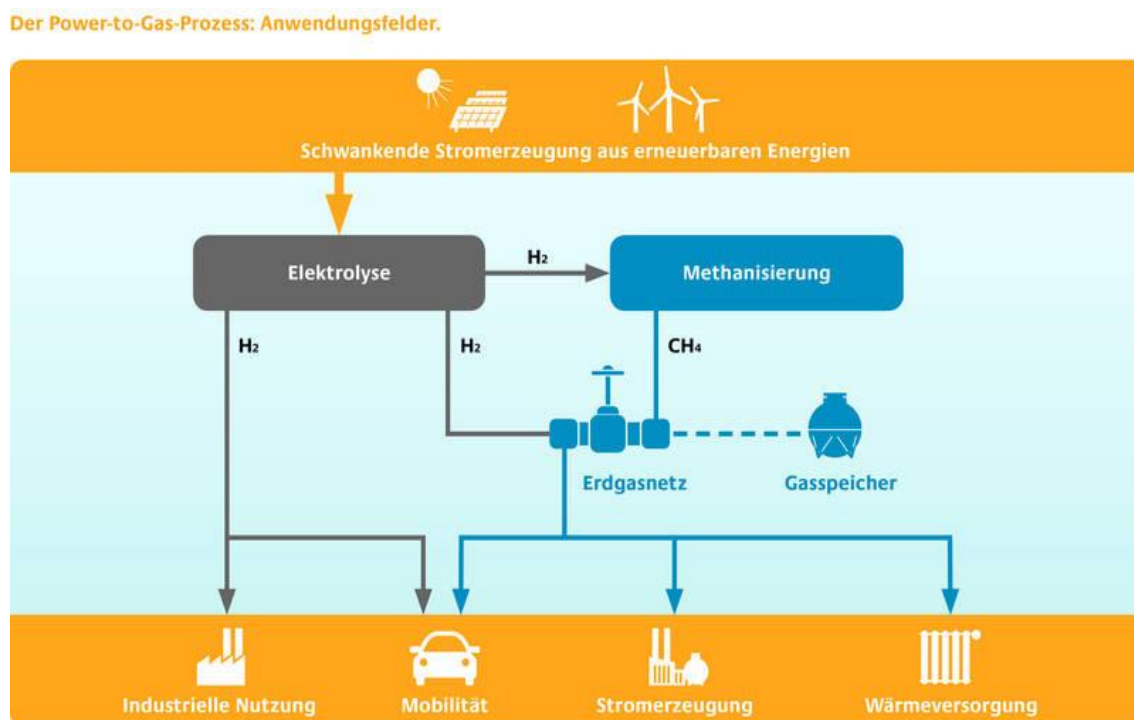 Der Power-to-Gas-Prozess: Anwendungsfelder.
Schwankende Stromerzeugung aus erneuerbaren Energien
Elektrolyse
H₂
Methanisierung
H₂
H₂
CH₄
Erdgasnetz
Gasspeicher
Industrielle Nutzung
Mobilität
Stromerzeugung
Wärmeversorgung